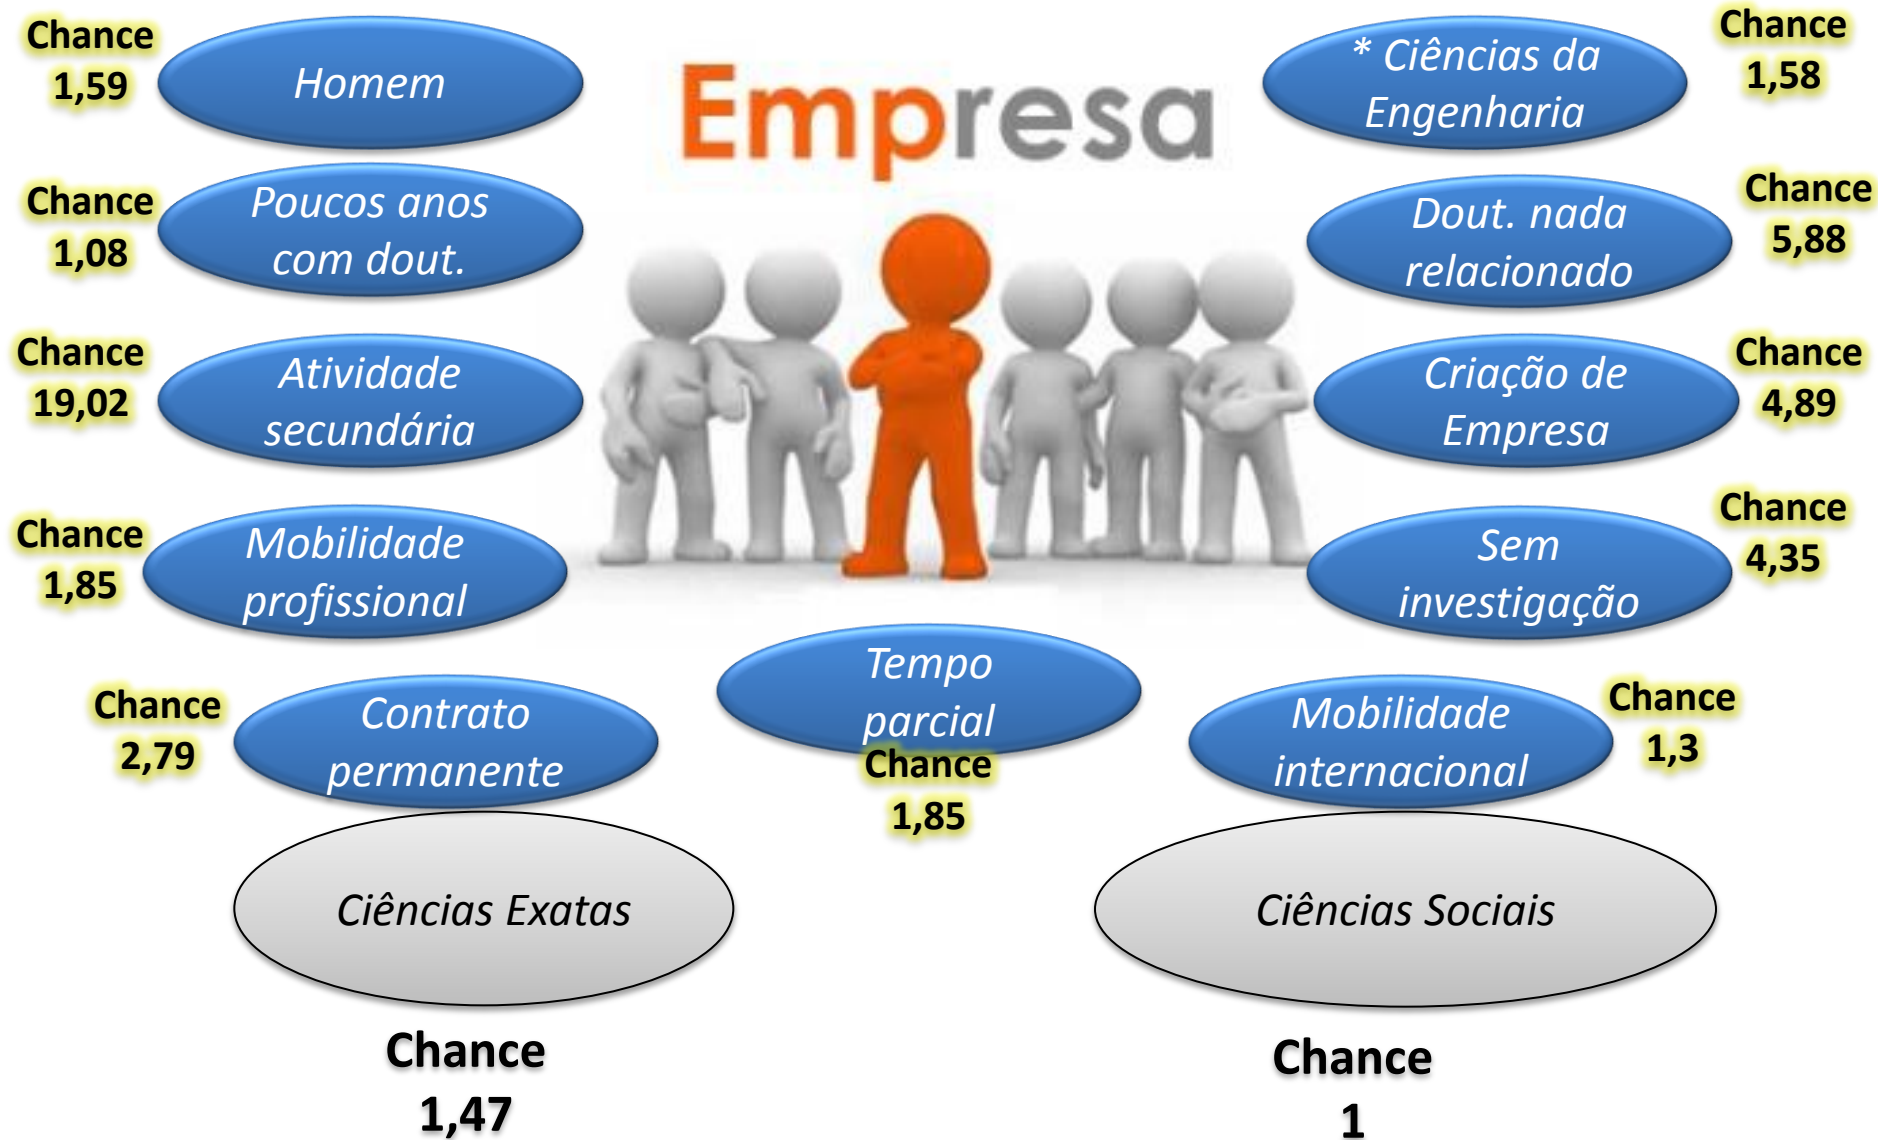 Chance
1,59
Homem
Empresa
* Ciências da
Engenharia
Chance
1,58
Chance
1,08
Poucos anos
com dout.
Dout. nada
relacionado
Chance
5,88
Chance
19,02
Atividade
secundária
Criação de
Empresa
Chance
4,89
Chance
1,85
Mobilidade
profissional
Sem
investigação
Chance
4,35
Chance
2,79
Contrato
permanente
Tempo
parcial
Chance
1,85
Mobilidade
internacional
Chance
1,3
Ciências Exatas
Ciências Sociais
Chance
1,47
Chance
1